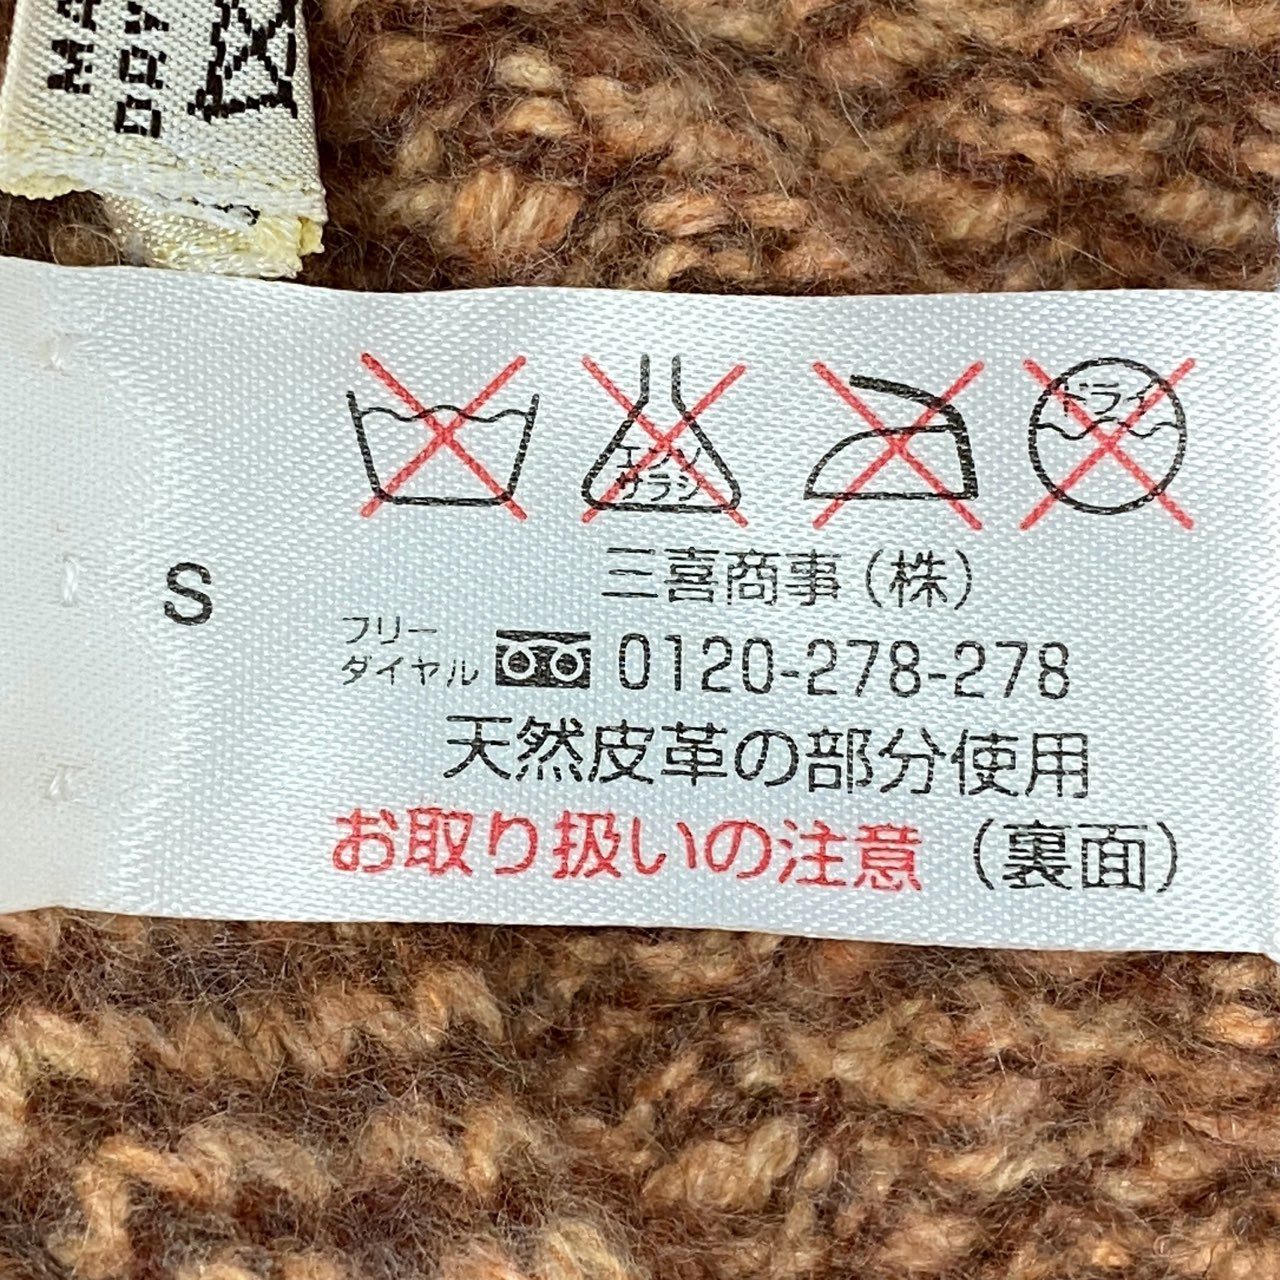 DRY
ドライ
エンソ
サラシ
S
三喜商事（株）
フリー
ダイヤル 0120-278-278
天然皮革の部分使用
お取り扱いの注意（裏面）